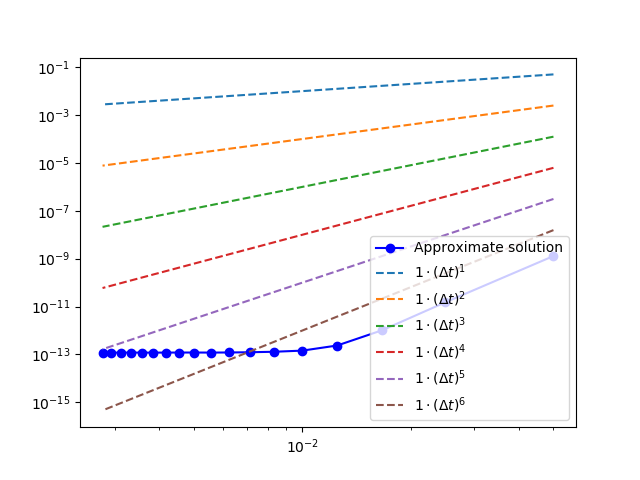 10⁻¹
10⁻³
10⁻⁵
10⁻⁷
10⁻⁹
10⁻¹¹
10⁻¹³
10⁻¹⁵
10⁻²
Approximate solution
1 · (Δt)¹
1 · (Δt)²
1 · (Δt)³
1 · (Δt)⁴
1 · (Δt)⁵
1 · (Δt)⁶